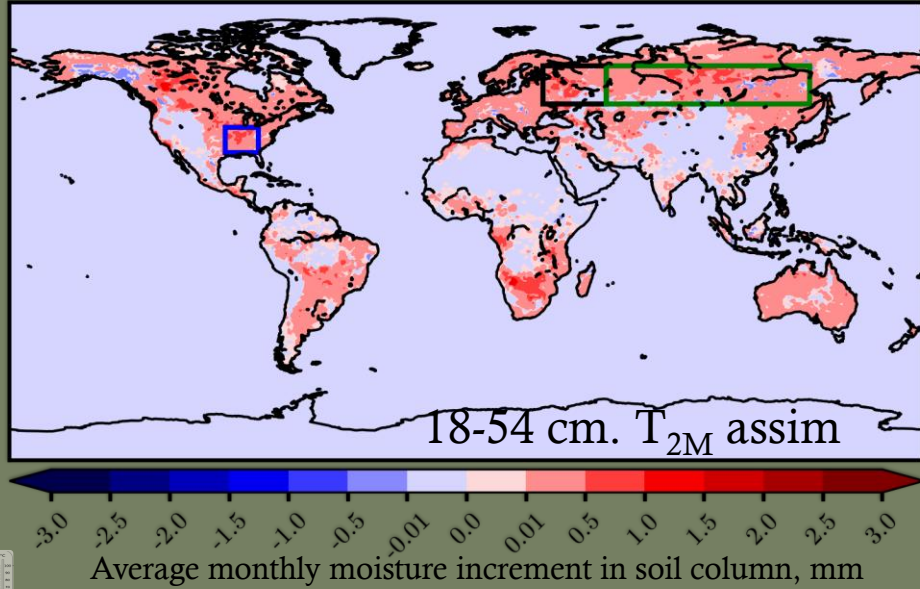 18-54 cm. T2M assim
-3.0 -2.5 -2.0 -1.5 -1.0 -0.5 -0.01 0.0 0.01 0.5 1.0 1.5 2.0 2.5 3.0
Average monthly moisture increment in soil column, mm